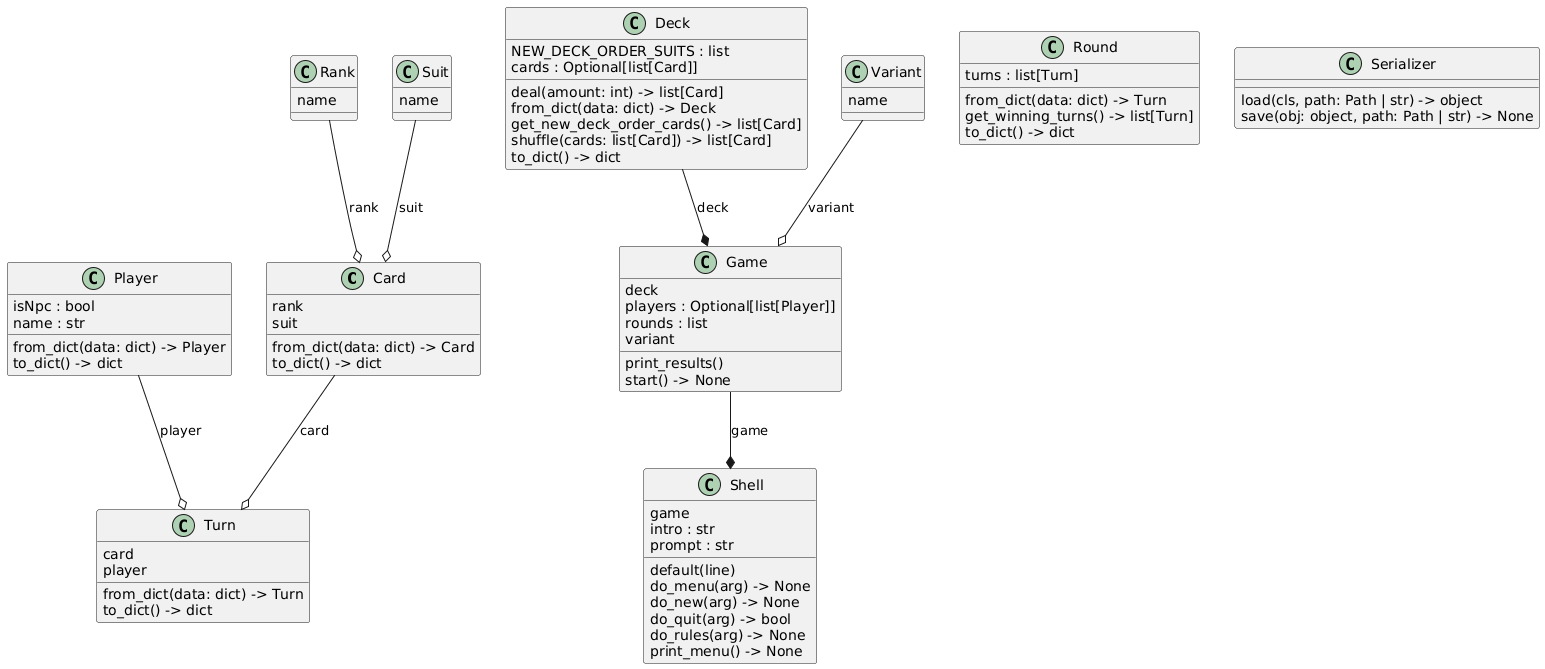 C Rank
name
C Suit
name
C Deck
NEW_DECK_ORDER_SUITS : list
cards : Optional[list[Card]]
deal(amount: int) -> list[Card]
from_dict(data: dict) -> Deck
get_new_deck_order_cards() -> list[Card]
shuffle(cards: list[Card]) -> list[Card]
to_dict() -> dict
C Variant
name
C Round
turns : list[Turn]
from_dict(data: dict) -> Turn
get_winning_turns() -> list[Turn]
to_dict() -> dict
C Serializer
load(cls, path: Path | str) -> object
save(obj: object, path: Path | str) -> None
rank
suit
deck
variant
C Player
isNpc : bool
name : str
from_dict(data: dict) -> Player
to_dict() -> dict
C Card
rank
suit
from_dict(data: dict) -> Card
to_dict() -> dict
C Game
deck
players : Optional[list[Player]]
rounds : list
variant
print_results()
start() -> None
player
card
game
C Turn
card
player
from_dict(data: dict) -> Turn
to_dict() -> dict
C Shell
game
intro : str
prompt : str
default(line)
do_menu(arg) -> None
do_new(arg) -> None
do_quit(arg) -> bool
do_rules(arg) -> None
print_menu() -> None